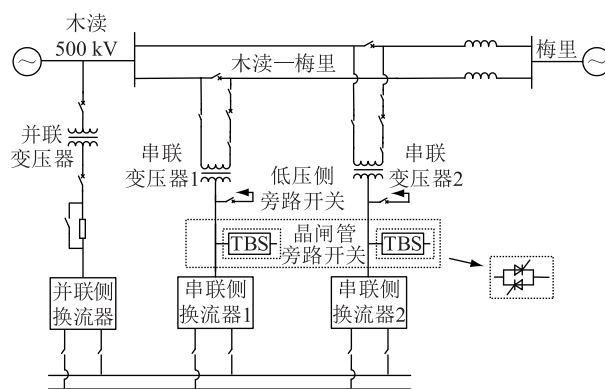 木渎
500 kV
木渎—梅里
梅里
并联
变压器
串联
变压器1
低压侧
旁路开关
串联
变压器2
TBS
晶闸管
旁路开关
TBS
并联侧
换流器
串联侧
换流器1
串联侧
换流器2